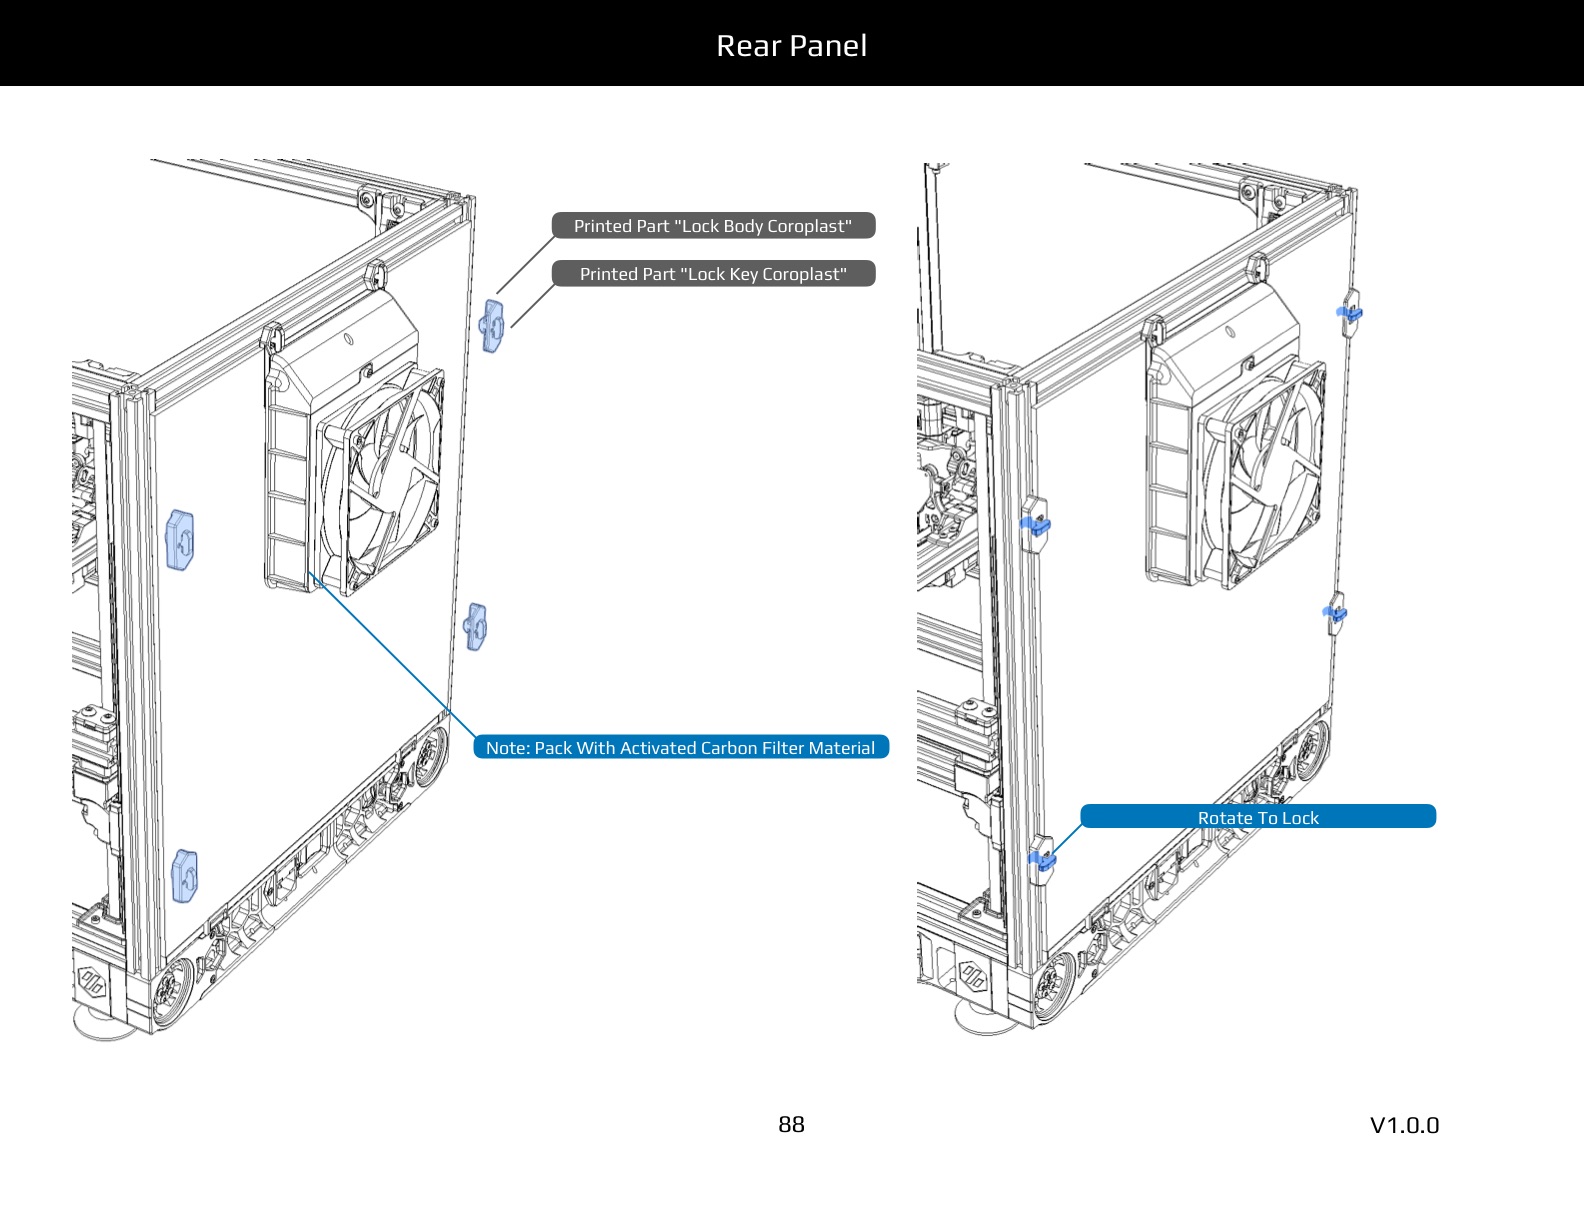 Rear Panel
Printed Part "Lock Body Coroplast"
Printed Part "Lock Key Coroplast"
Note: Pack With Activated Carbon Filter Material
Rotate To Lock
88
V1.0.0